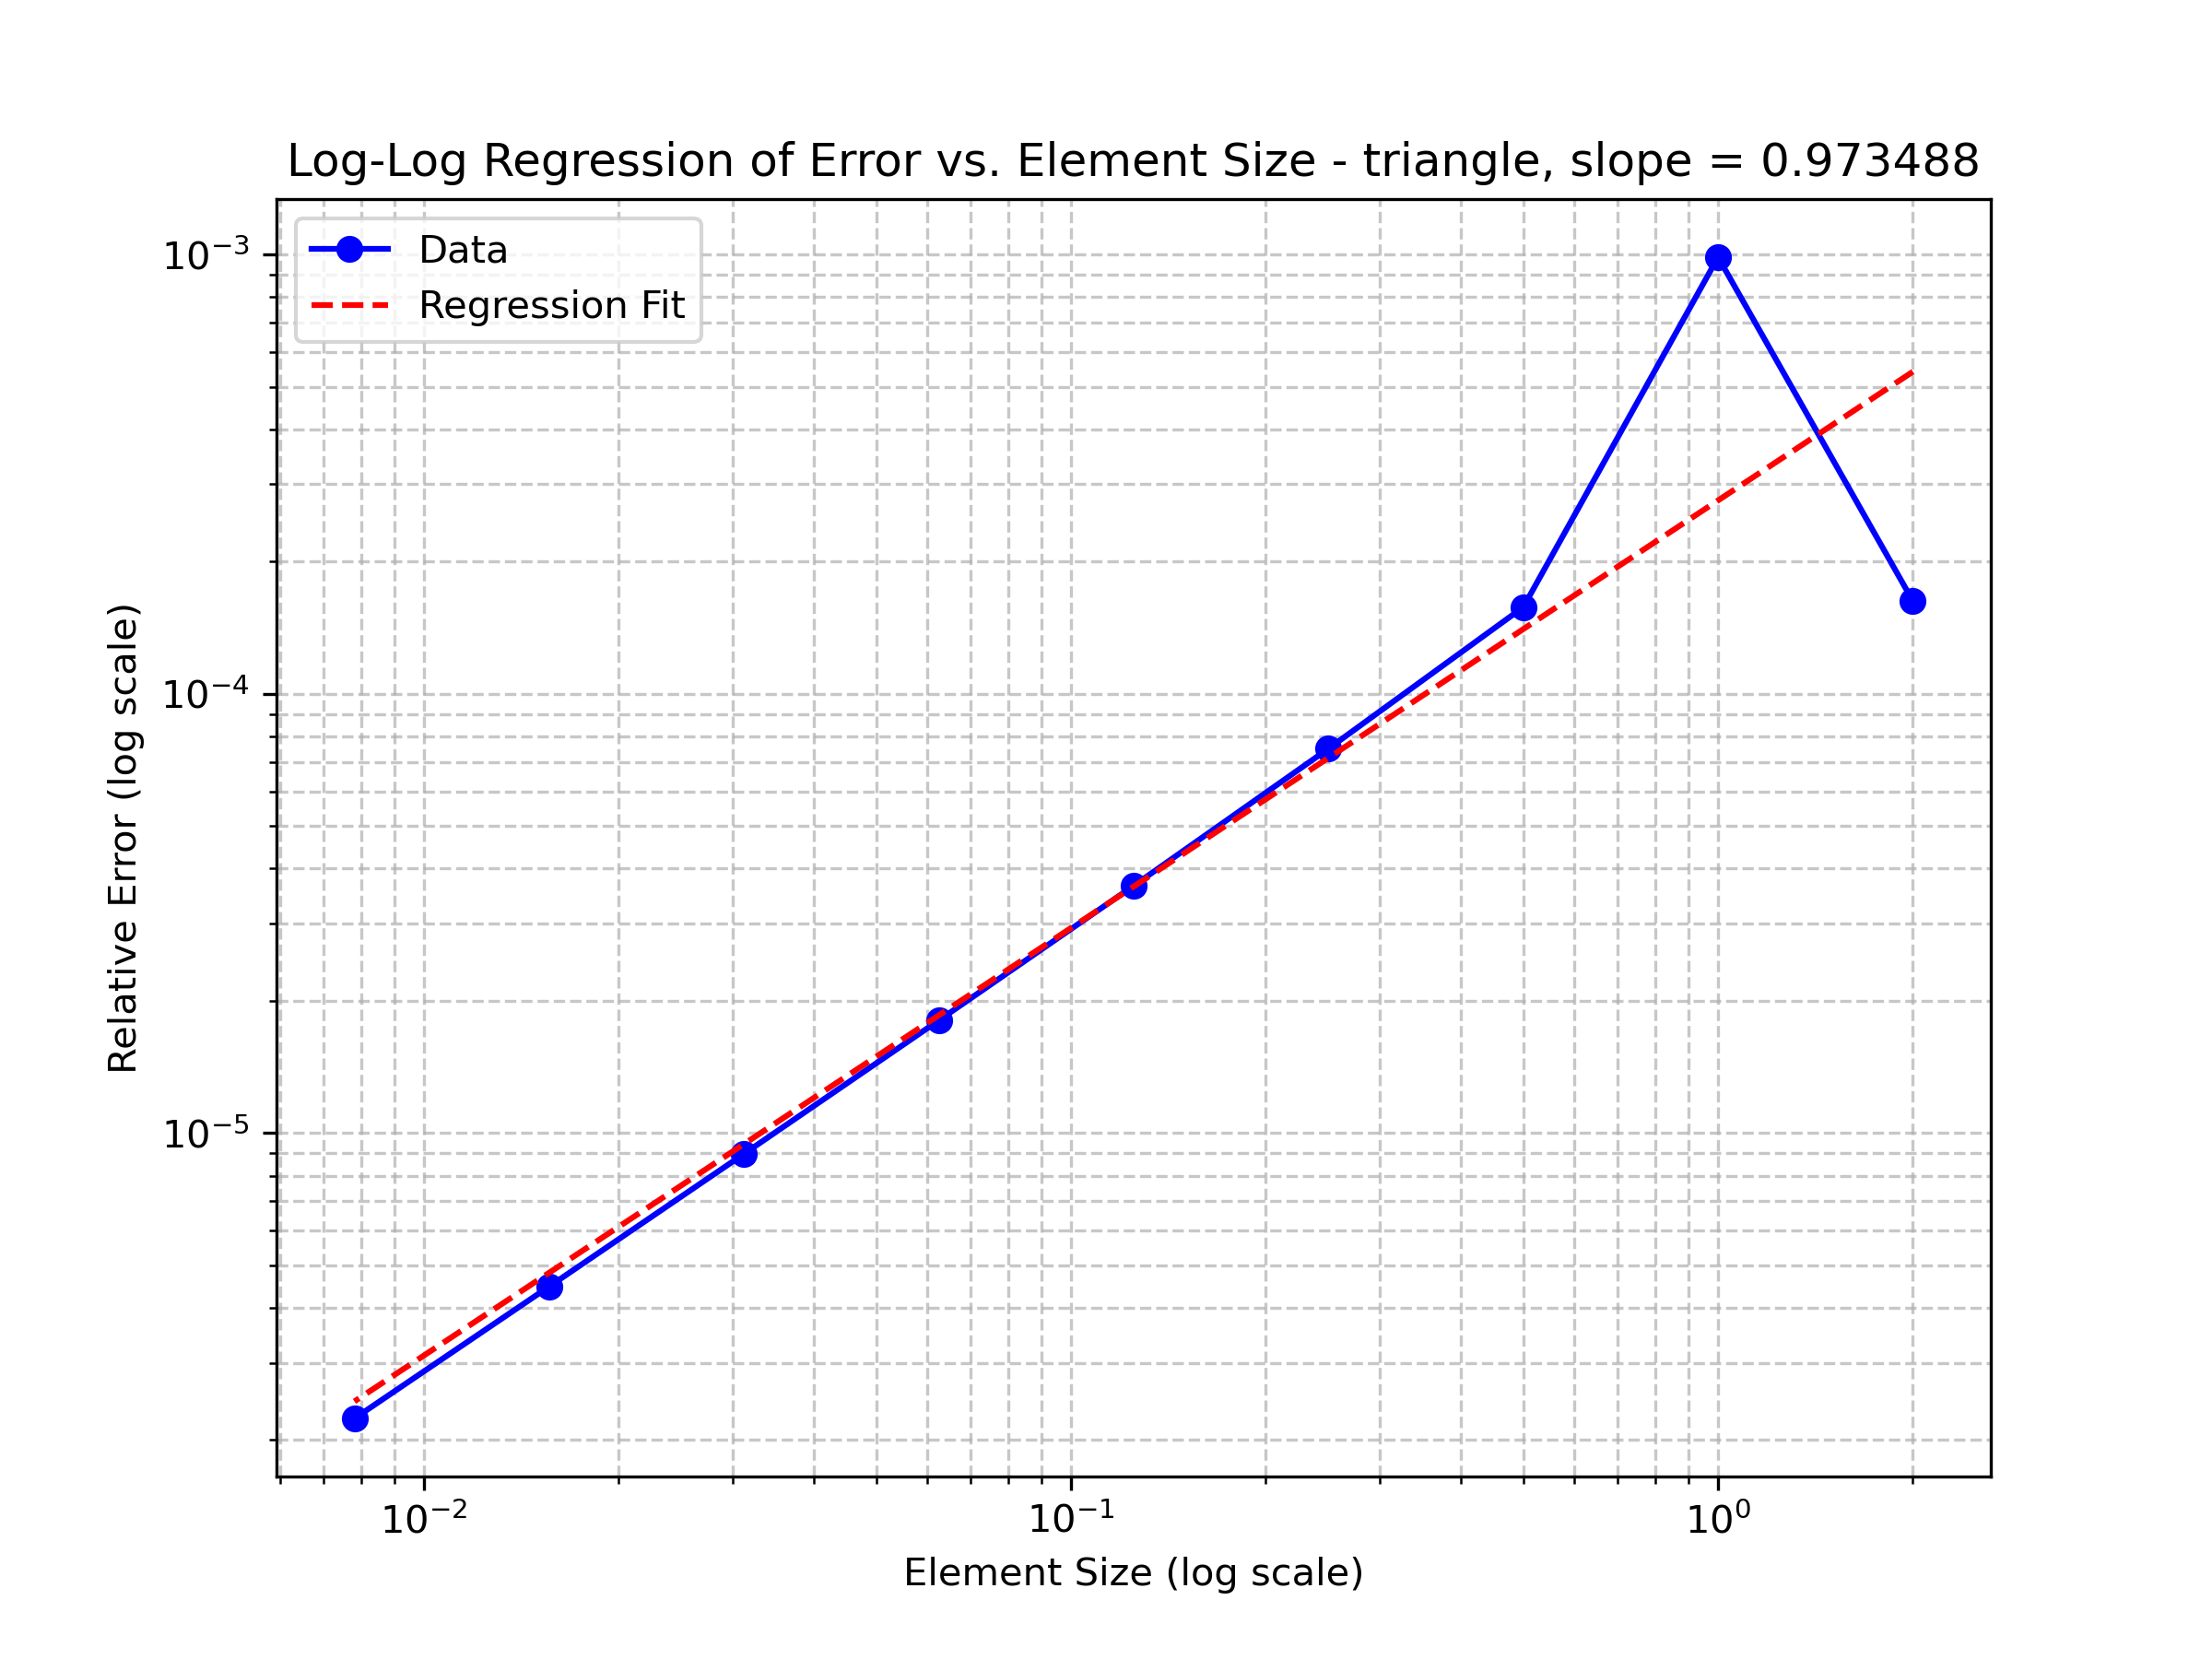 Log-Log Regression of Error vs. Element Size - triangle, slope = 0.973488
Data
Regression Fit
10⁻³
10⁻⁴
10⁻⁵
Relative Error (log scale)
10⁻² 10⁻¹ 10⁰
Element Size (log scale)